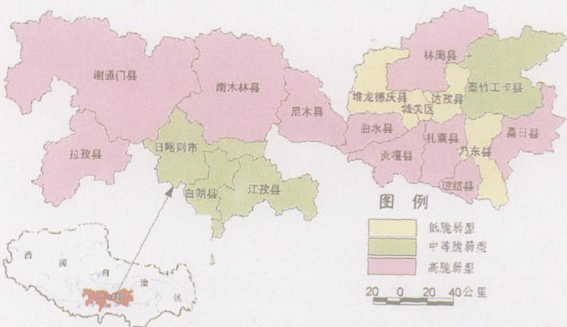 林周县
谢通门县
南木林县
墨竹工卡县
堆龙德庆县
达孜县
城关区
尼木县
曲水县
扎囊县
桑日县
乃东县
日喀则市
拉孜县
贡嘎县
琼结县
白朗县
江孜县
图 例
低脆弱型
中等脆弱型
高脆弱型
西 藏 自 治 区
20 0 20 40公里